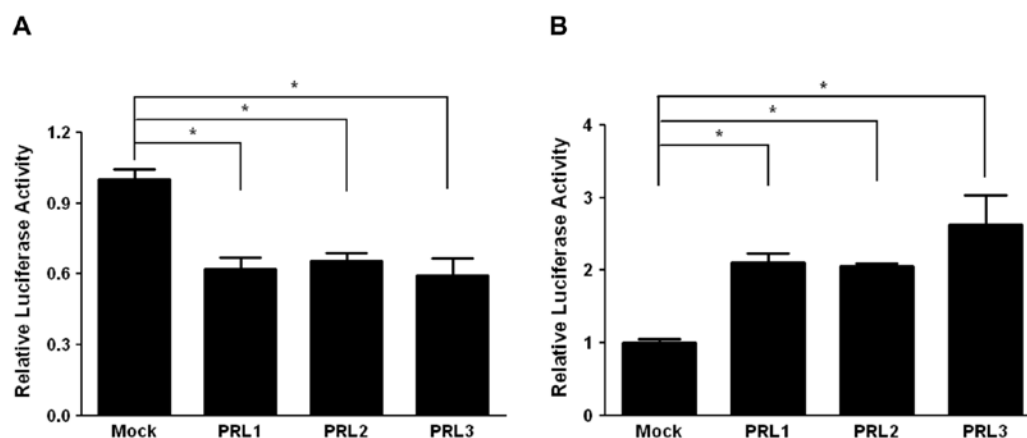 A
Relative Luciferase Activity
1.2
0.9
0.6
0.3
0.0
*
*
*
Mock PRL1 PRL2 PRL3
B
Relative Luciferase Activity
4
3
2
1
0
*
*
*
Mock PRL1 PRL2 PRL3